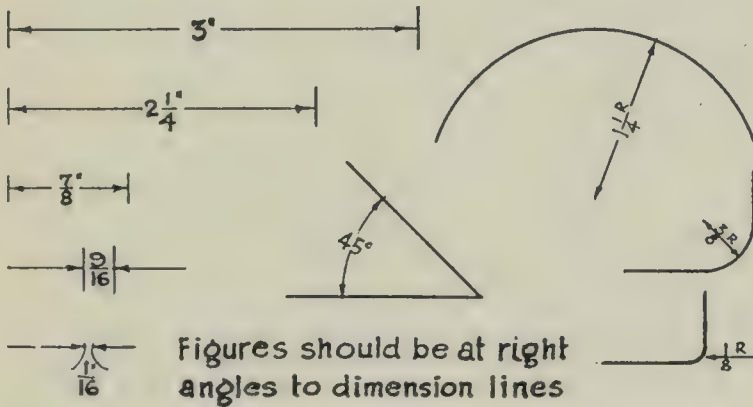 3"
2 1/4"
7/8"
9/16
1/16"
45°
1 1/4 R
3/8 R
1/8 R
Figures should be at right
angles to dimension lines